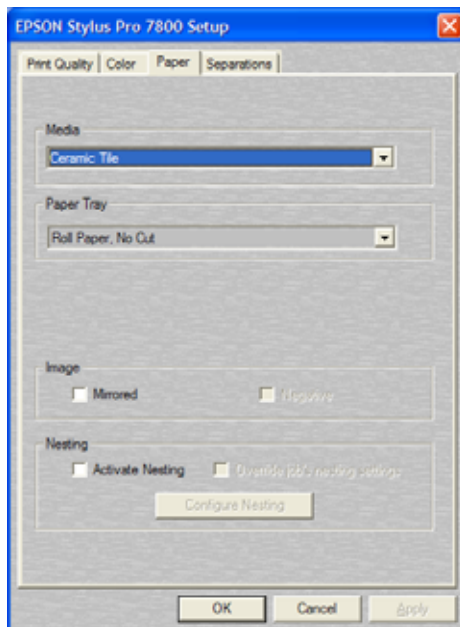 EPSON Stylus Pro 7800 Setup
Print Quality Color Paper Separations
Media
Ceramic Tile
Paper Tray
Roll Paper, No Cut
Image
Mirrored Negative
Nesting
Activate Nesting Override job's nesting settings
Configure Nesting
OK Cancel Apply